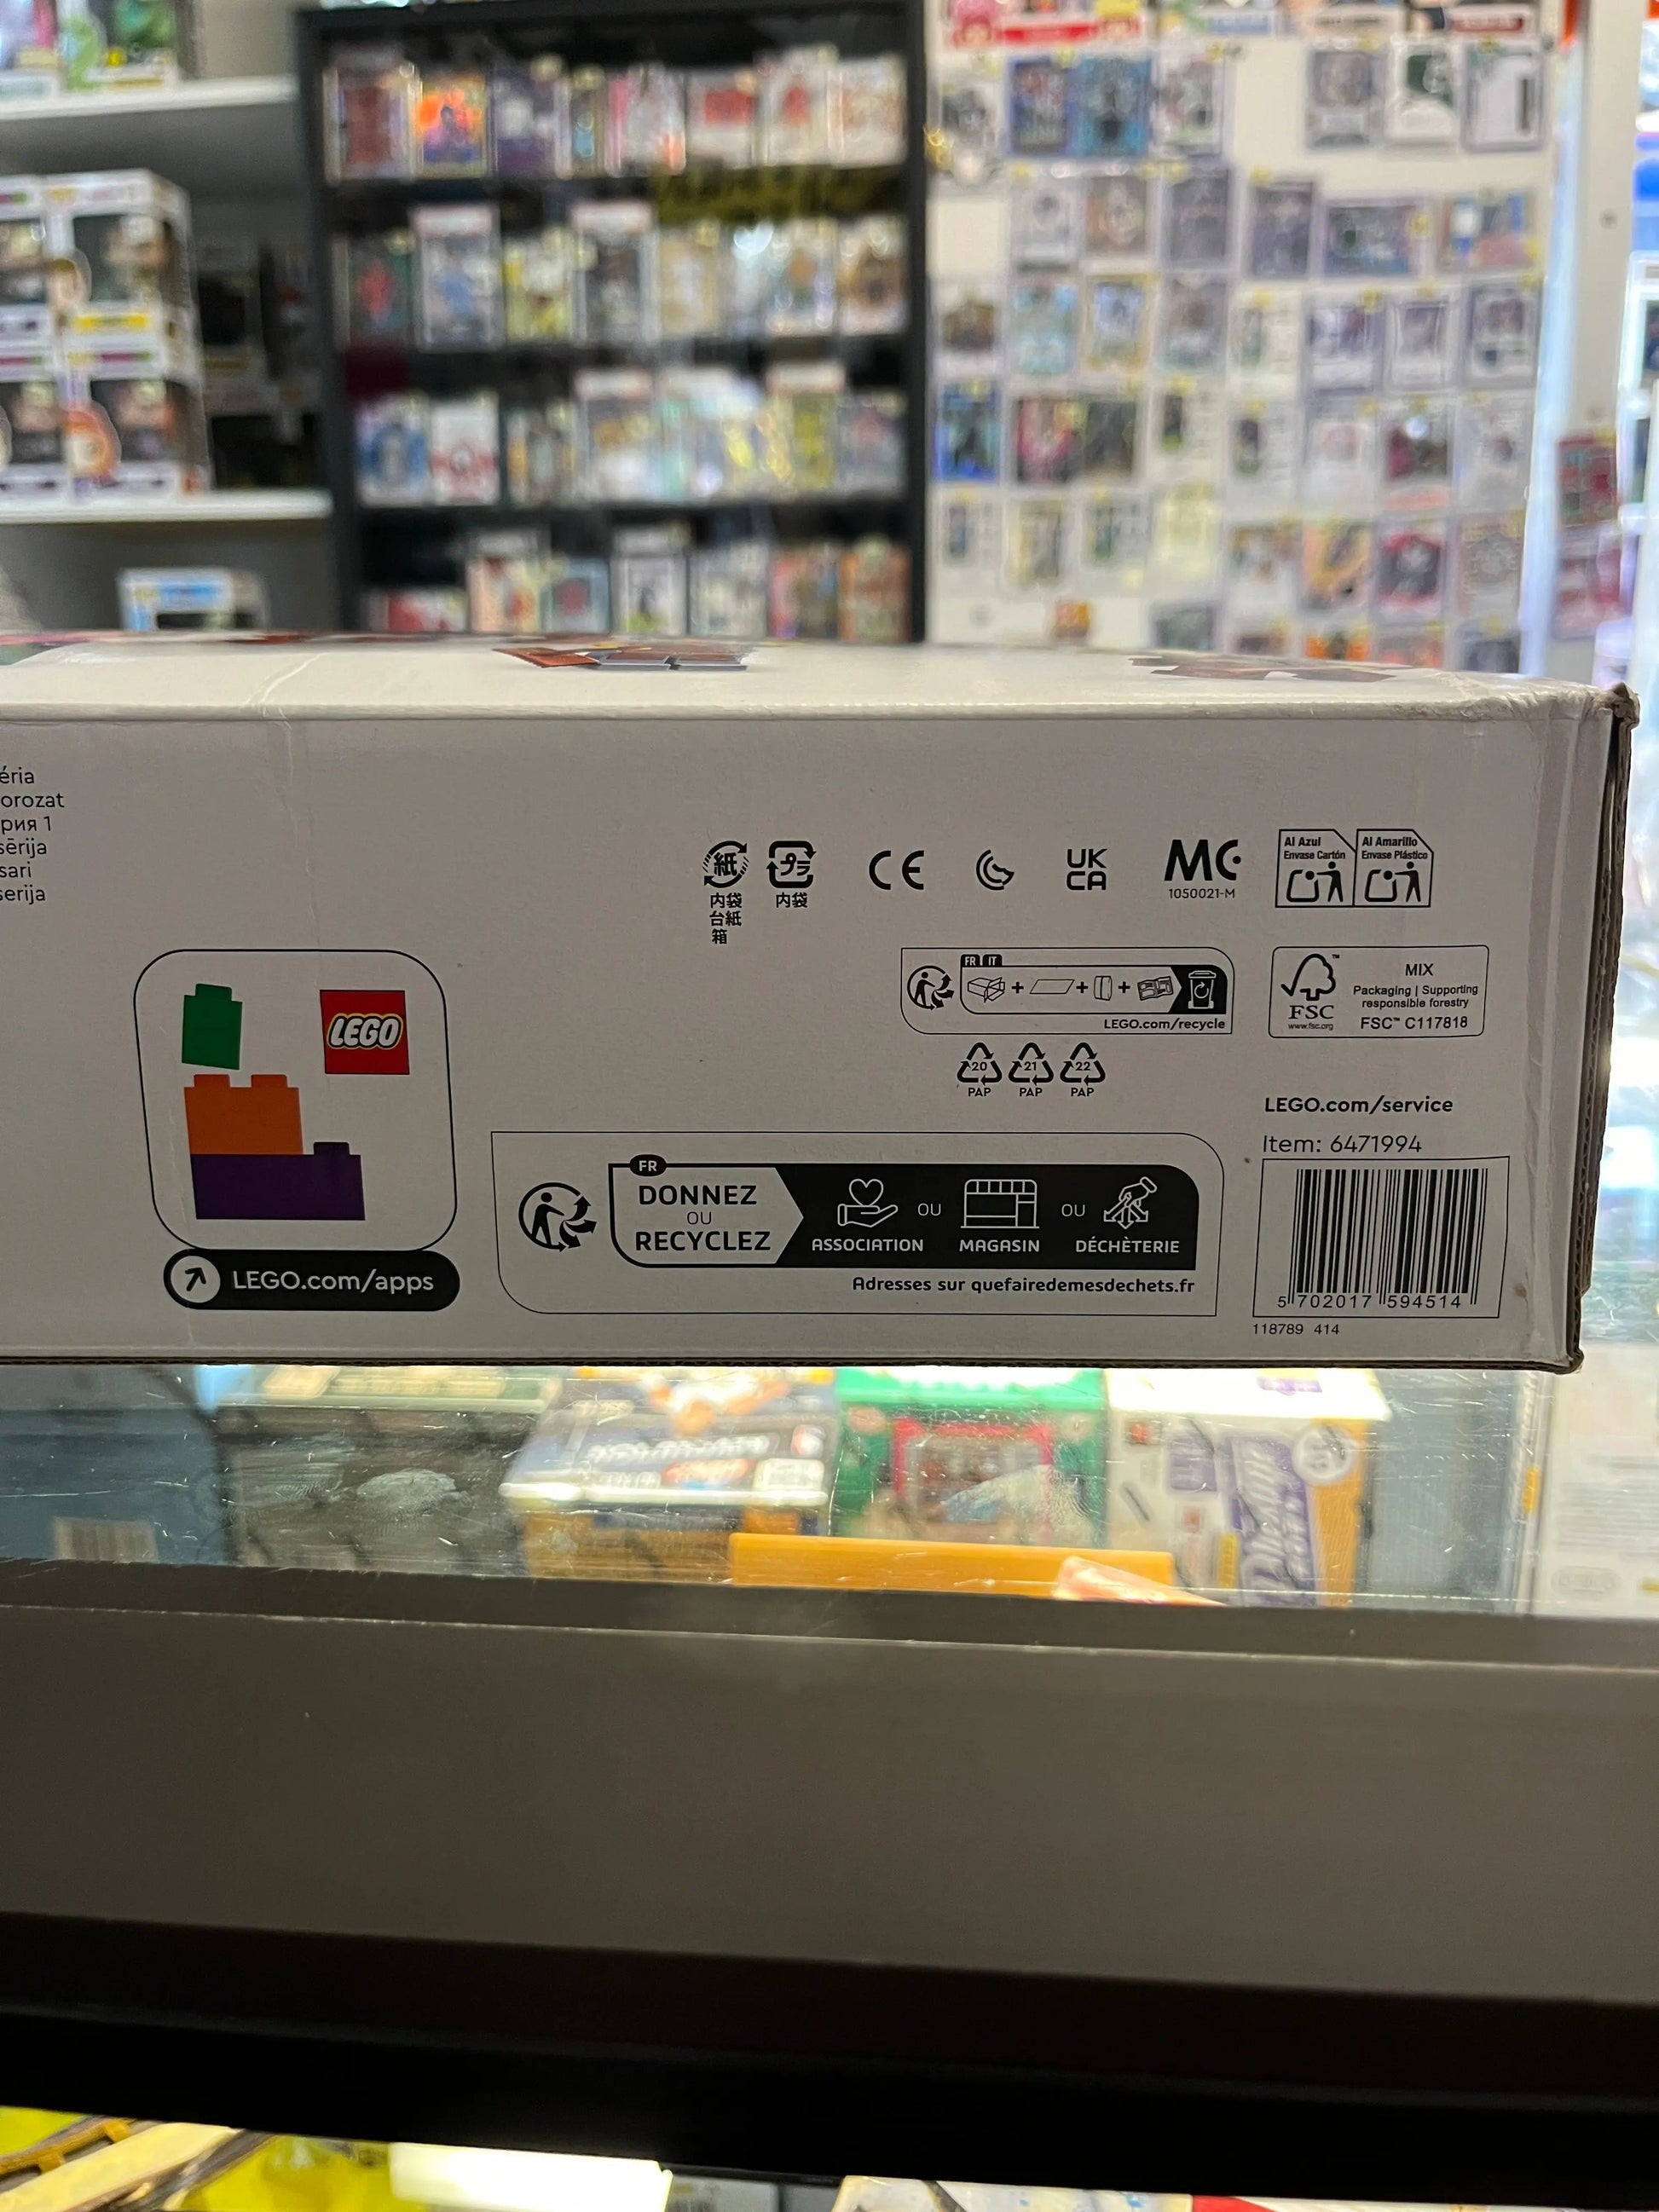 éria
orozat
рия 1
sērija
sari
serija
紙
内袋
台紙
箱
プラ
内袋
CE
UK
CA
MC
1050021-M
Al Azul
Envase Cartón
Al Amarillo
Envase Plástico
FR IT
LEGO.com/recycle
20
PAP
21
PAP
22
PAP
FSC
www.fsc.org
MIX
Packaging | Supporting
responsible forestry
FSC™ C117818
LEGO
LEGO.com/apps
FR
DONNEZ
OU
RECYCLEZ
ASSOCIATION
OU
MAGASIN
OU
DÉCHÈTERIE
Adresses sur quefairedemesdechets.fr
LEGO.com/service
Item: 6471994
5 702017 594514
118789 414